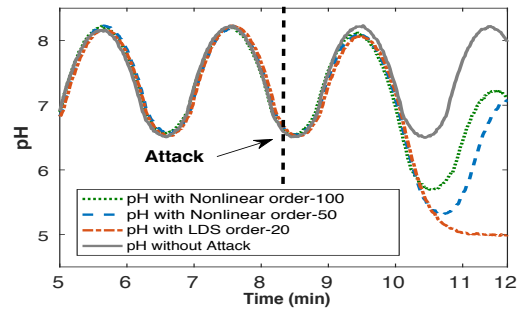 8
7
6
5
pH
Attack
pH with Nonlinear order-100
pH with Nonlinear order-50
pH with LDS order-20
pH without Attack
5 6 7 8 9 10 11 12
Time (min)